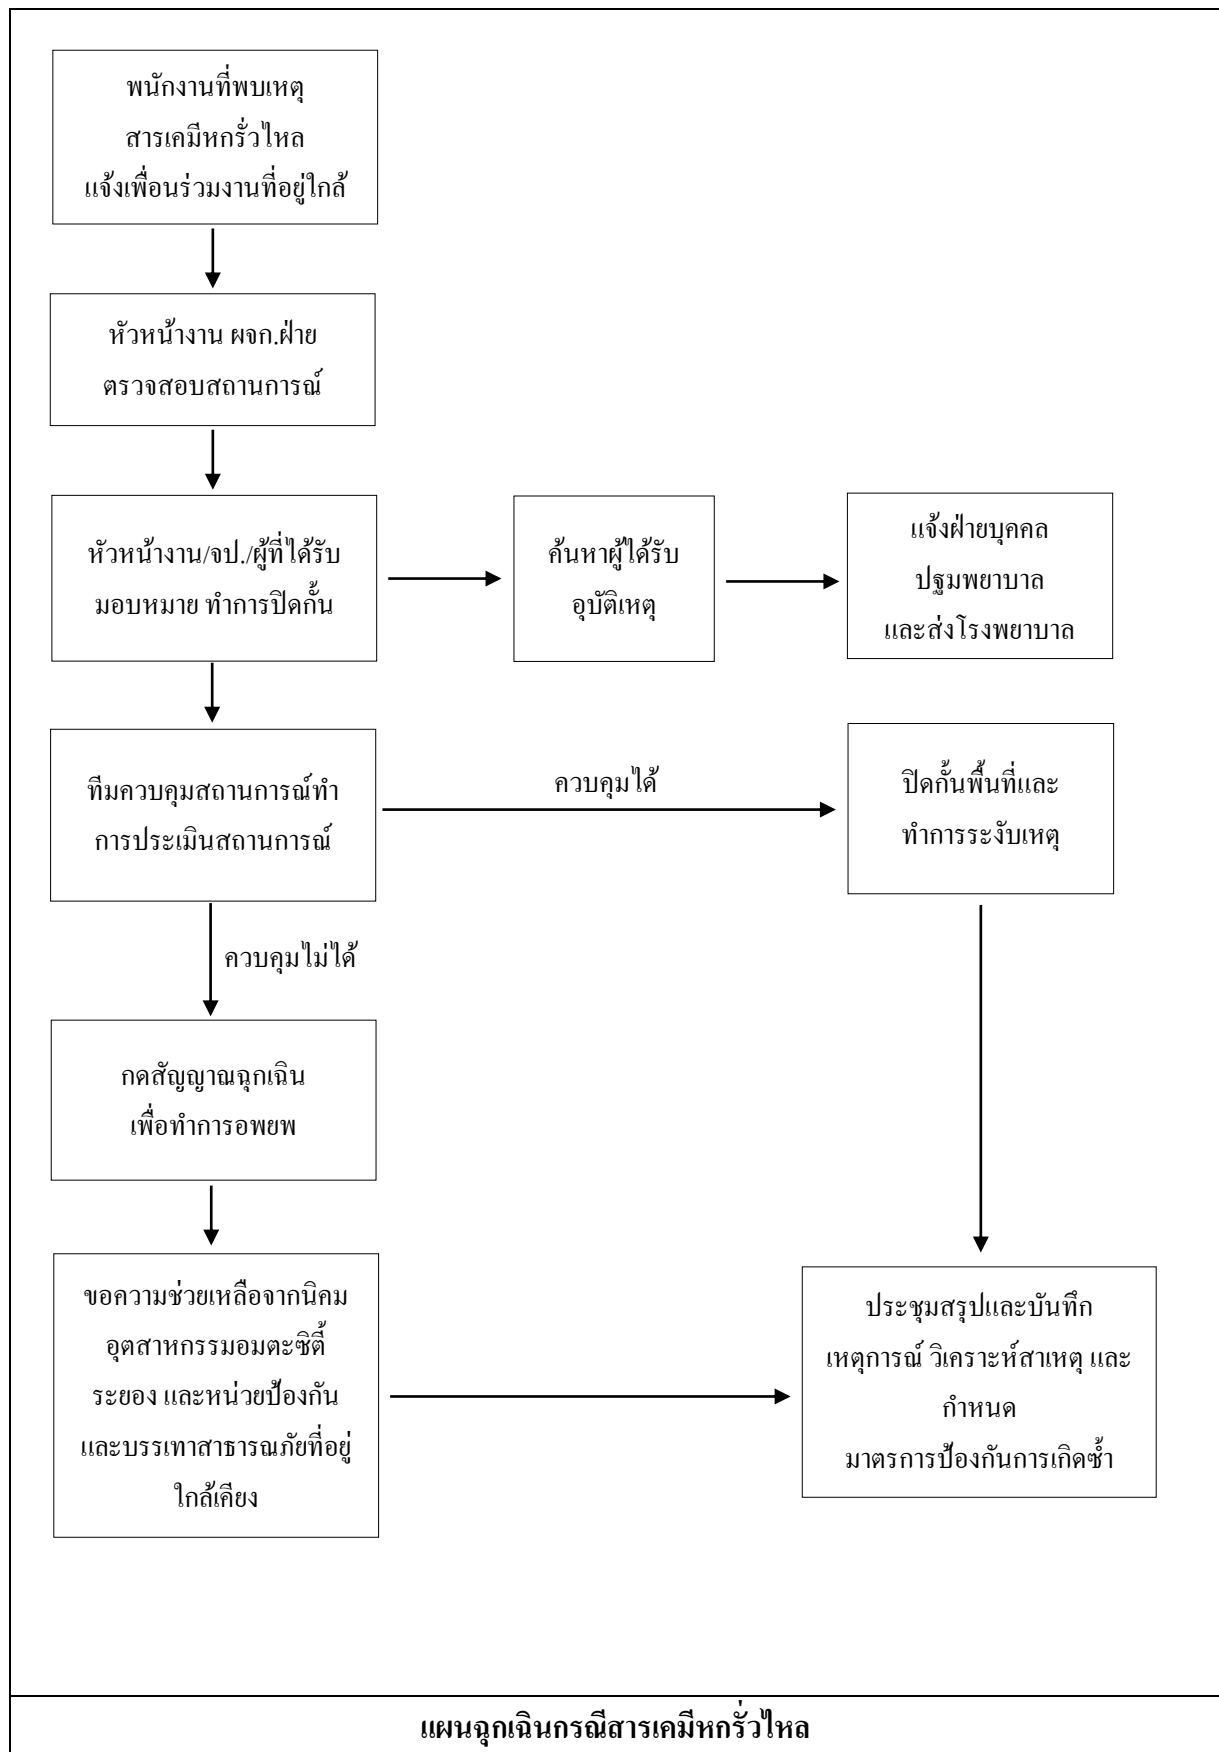 พนักงานที่พบเหตุ
สารเคมีหกรั่วไหล
แจ้งเพื่อนร่วมงานที่อยู่ใกล้
หัวหน้างาน ผจก.ฝ่าย
ตรวจสอบสถานการณ์
หัวหน้างาน/จป./ผู้ที่ได้รับ
มอบหมาย ทำการปิดกั้น
ค้นหาผู้ได้รับ
อุบัติเหตุ
แจ้งฝ่ายบุคคล
ปฐมพยาบาล
และส่งโรงพยาบาล
ทีมควบคุมสถานการณ์ทำ
การประเมินสถานการณ์
ควบคุมได้
ปิดกั้นพื้นที่และ
ทำการระงับเหตุ
ควบคุมไม่ได้
กดสัญญาณฉุกเฉิน
เพื่อทำการอพยพ
ขอความช่วยเหลือจากนิคม
อุตสาหกรรมอมตะซิตี้
ระยอง และหน่วยป้องกัน
และบรรเทาสาธารณภัยที่อยู่
ใกล้เคียง
ประชุมสรุปและบันทึก
เหตุการณ์ วิเคราะห์สาเหตุ และ
กำหนด
มาตรการป้องกันการเกิดซ้ำ
แผนฉุกเฉินกรณีสารเคมีหกรั่วไหล